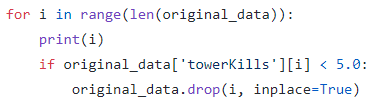 for i in range(len(original_data)):
    print(i)
    if original_data['towerKills'][i] < 5.0:
        original_data.drop(i, inplace=True)